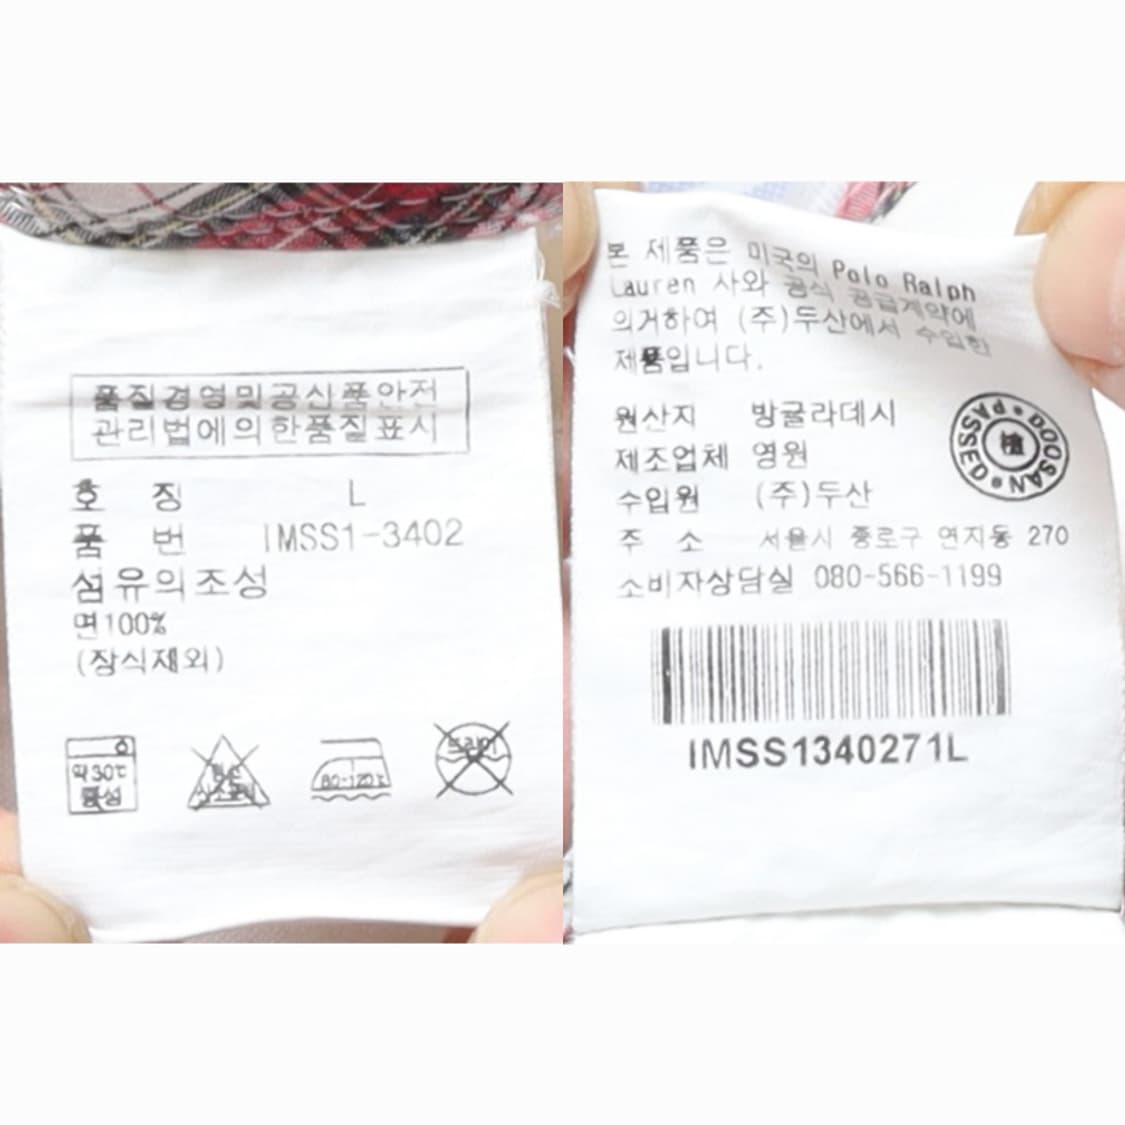 품질경영및공산품안전
관리법에의한품질표시
호 징 L
품 번 IMSS1-3402
섬유의조성
면100%
(장식제외)
약30℃
중성
80-120℃
드라이
본 제품은 미국의 Polo Ralph
Lauren 사와 공식 공급계약에
의거하여 (주)두산에서 수입한
제품입니다.
원산지 방글라데시
제조업체 영원
수입원 (주)두산
주 소 서울시 종로구 연지동 270
소비자상담실 080-566-1199
DOOSAN PASSED
IMSS1340271L